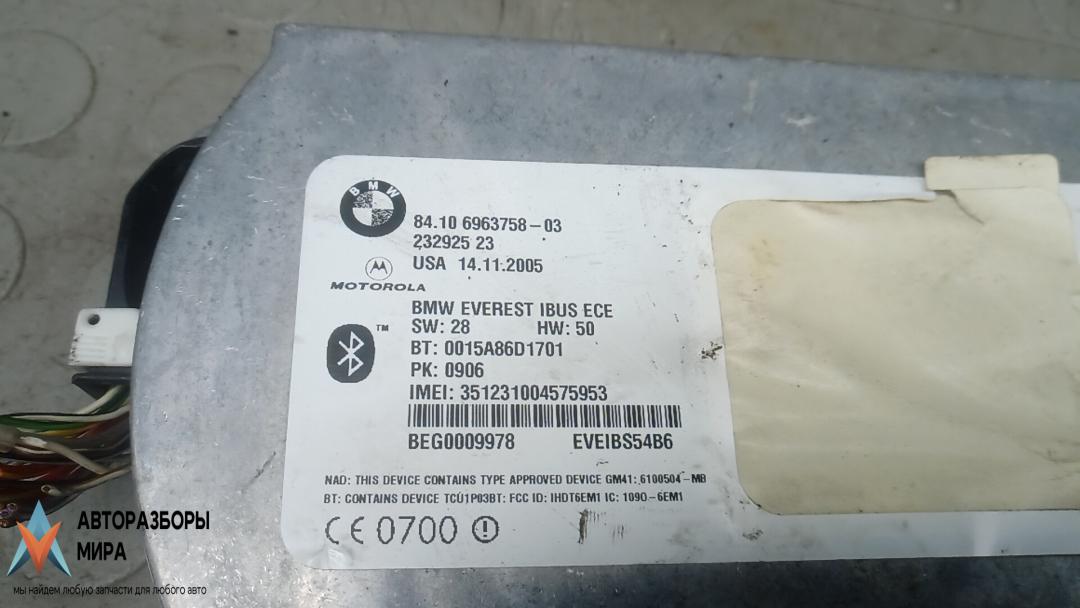 BMW
84.10 6963758-03
232925 23
USA 14.11.2005
MOTOROLA
BMW EVEREST IBUS ECE
SW: 28 HW: 50
TM
BT: 0015A86D1701
PK: 0906
IMEI: 351231004575953
BEG0009978 EVEIBS54B6
NAD: THIS DEVICE CONTAINS TYPE APPROVED DEVICE GM41: 6100504-MB
BT: CONTAINS DEVICE TCU1P03BT: FCC ID: IHDT6EM1 IC: 109O-6EM1
CE 0700
АВТОРАЗБОРЫ
МИРА
мы найдем любую запчасти для любого авто